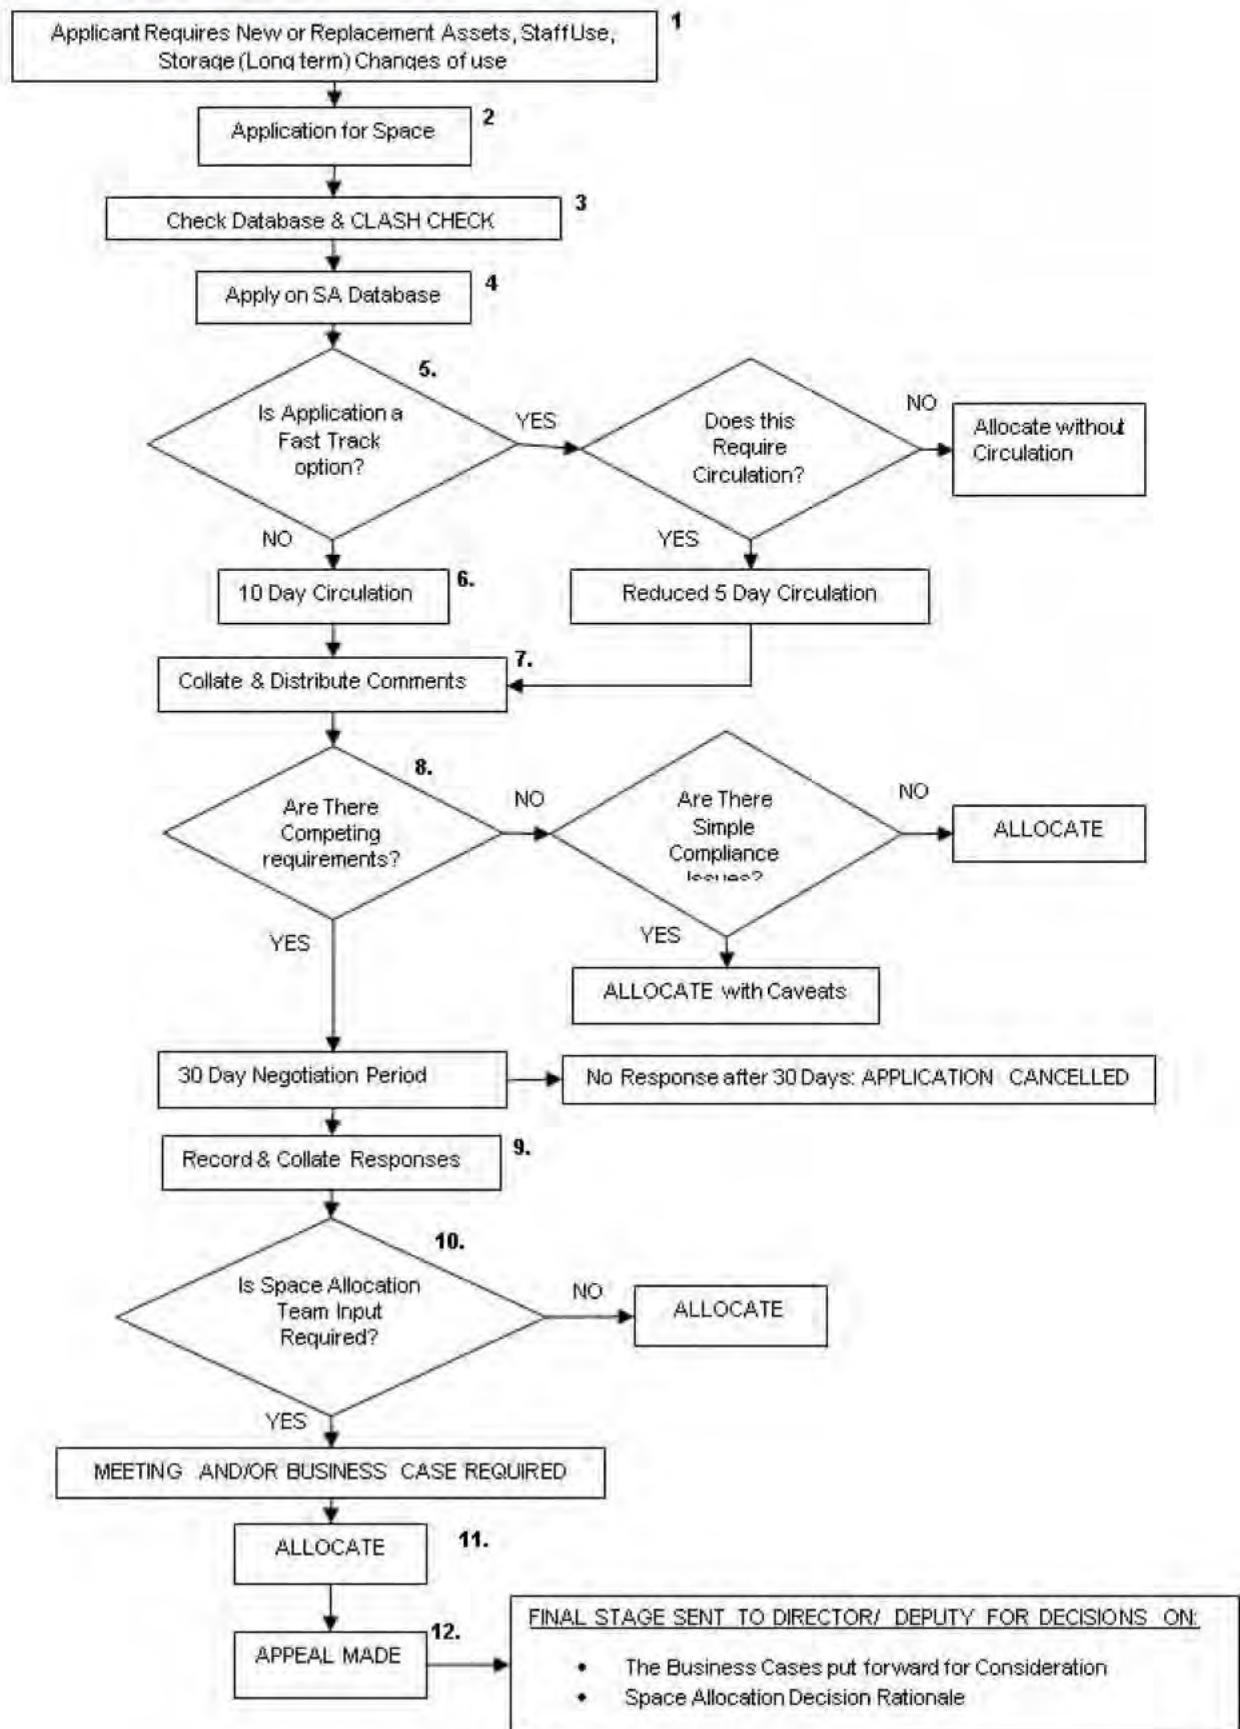 1
Applicant Requires New or Replacement Assets, Staff Use,
Storage (Long term) Changes of use
2
Application for Space
3
Check Database & CLASH CHECK
4
Apply on SA Database
5.
Is Application a
Fast Track
option?
YES
Does this
Require
Circulation?
NO
Allocate without
Circulation
NO
YES
6.
10 Day Circulation
Reduced 5 Day Circulation
7.
Collate & Distribute Comments
8.
Are There
Competing
requirements?
NO
Are There
Simple
Compliance
Issues?
NO
ALLOCATE
YES
YES
ALLOCATE with Caveats
30 Day Negotiation Period
No Response after 30 Days: APPLICATION CANCELLED
9.
Record & Collate Responses
10.
Is Space Allocation
Team Input
Required?
NO
ALLOCATE
YES
MEETING AND/OR BUSINESS CASE REQUIRED
ALLOCATE
11.
12.
APPEAL MADE
FINAL STAGE SENT TO DIRECTOR/ DEPUTY FOR DECISIONS ON:
• The Business Cases put forward for Consideration
• Space Allocation Decision Rationale